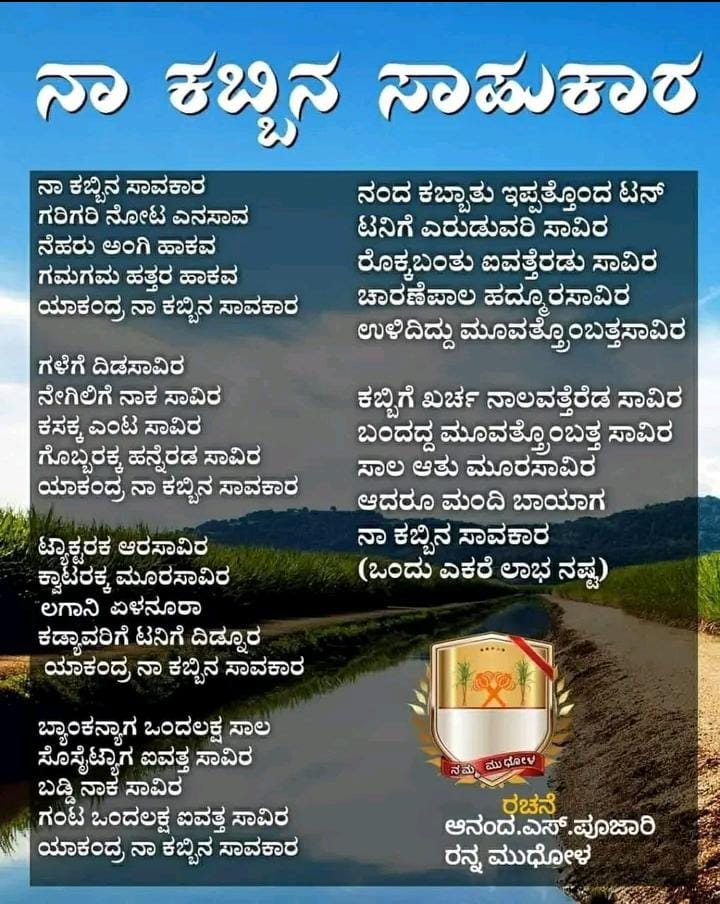 ನಾ ಕಬ್ಬಿನ ಸಾಹುಕಾರ
ನಾ ಕಬ್ಬಿನ ಸಾವಕಾರ
ಗರಿಗರಿ ನೋಟ ಎನಸಾವ
ನೆಹರು ಅಂಗಿ ಹಾಕವ
ಗಮಗಮ ಹತ್ತರ ಹಾಕವ
ಯಾಕಂದ್ರ ನಾ ಕಬ್ಬಿನ ಸಾವಕಾರ
ಗಳೆಗೆ ದಿಡಸಾವಿರ
ನೇಗಿಲಿಗೆ ನಾಕ ಸಾವಿರ
ಕಸಕ್ಕ ಎಂಟ ಸಾವಿರ
ಗೊಬ್ಬರಕ್ಕ ಹನ್ನೆರಡ ಸಾವಿರ
ಯಾಕಂದ್ರ ನಾ ಕಬ್ಬಿನ ಸಾವಕಾರ
ಟ್ಯಾಕ್ಟರಕ ಆರಸಾವಿರ
ಕ್ವಾಟರಕ್ಕ ಮೂರಸಾವಿರ
ಲಗಾನಿ ಏಳನೂರಾ
ಕಡ್ಯಾವರಿಗೆ ಟನಿಗೆ ದಿಡ್ನೂರ
ಯಾಕಂದ್ರ ನಾ ಕಬ್ಬಿನ ಸಾವಕಾರ
ಬ್ಯಾಂಕನ್ಯಾಗ ಒಂದಲಕ್ಷ ಸಾಲ
ಸೊಸೈಟ್ಯಾಗ ಐವತ್ತ ಸಾವಿರ
ಬಡ್ಡಿ ನಾಕ ಸಾವಿರ
ಗಂಟ ಒಂದಲಕ್ಷ ಐವತ್ತ ಸಾವಿರ
ಯಾಕಂದ್ರ ನಾ ಕಬ್ಬಿನ ಸಾವಕಾರ
ನಂದ ಕಬ್ಬಾತು ಇಪ್ಪತ್ತೊಂದ ಟನ್
ಟನಿಗೆ ಎರುಡುವರಿ ಸಾವಿರ
ರೊಕ್ಕಬಂತು ಐವತ್ತೆರಡು ಸಾವಿರ
ಚಾರಣೆಪಾಲ ಹದ್ಮೂರಸಾವಿರ
ಉಳಿದಿದ್ದು ಮೂವತ್ತೊಂಬತ್ತಸಾವಿರ
ಕಬ್ಬಿಗೆ ಖರ್ಚ ನಾಲವತ್ತೆರೆಡ ಸಾವಿರ
ಬಂದದ್ದ ಮೂವತ್ತೊಂಬತ್ತ ಸಾವಿರ
ಸಾಲ ಆತು ಮೂರಸಾವಿರ
ಆದರೂ ಮಂದಿ ಬಾಯಾಗ
ನಾ ಕಬ್ಬಿನ ಸಾವಕಾರ
(ಒಂದು ಎಕರೆ ಲಾಭ ನಷ್ಟ)
ನಮ್ಮ ಮುಧೋಳ
ರಚನೆ
ಆನಂದ.ಎಸ್.ಪೂಜಾರಿ
ರನ್ನ ಮುಧೋಳ